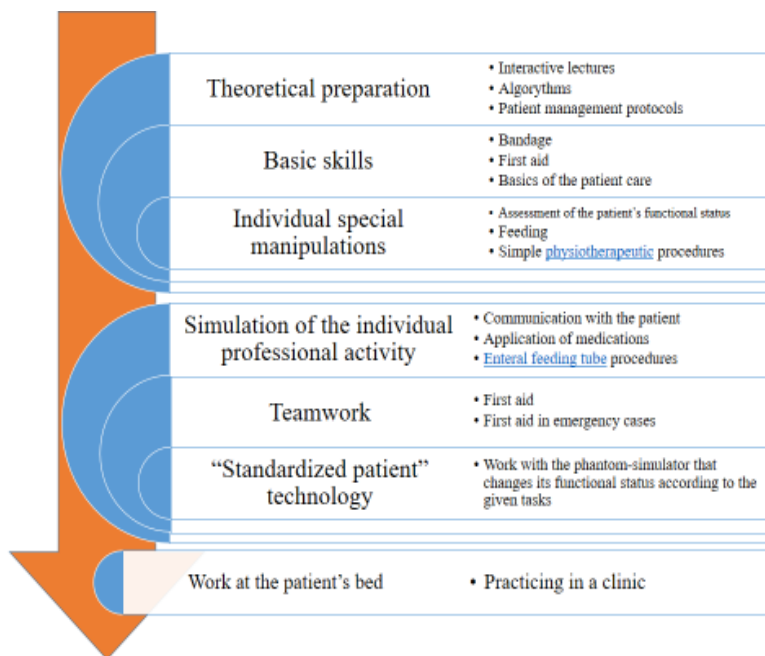 Theoretical preparation
• Interactive lectures
• Algorythms
• Patient management protocols
Basic skills
• Bandage
• First aid
• Basics of the patient care
Individual special
manipulations
• Assessment of the patient’s functional status
• Feeding
• Simple physiotherapeutic procedures
Simulation of the individual
professional activity
• Communication with the patient
• Application of medications
• Enteral feeding tube procedures
Teamwork
• First aid
• First aid in emergency cases
“Standardized patient”
technology
• Work with the phantom-simulator that
changes its functional status according to the
given tasks
Work at the patient’s bed
• Practicing in a clinic